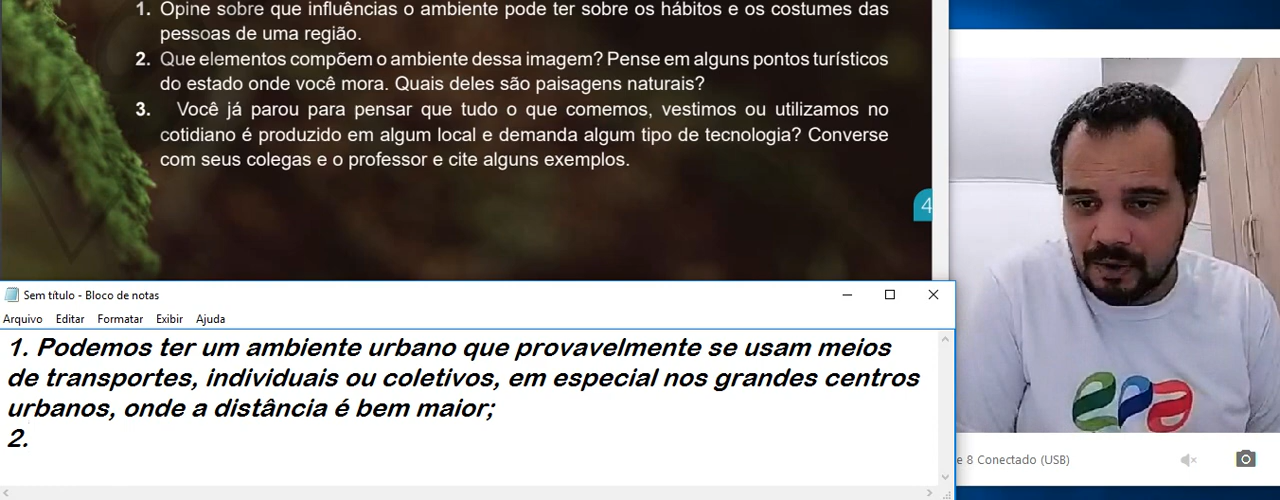 1. Opine sobre que influências o ambiente pode ter sobre os hábitos e os costumes das
pessoas de uma região.
2. Que elementos compõem o ambiente dessa imagem? Pense em alguns pontos turísticos
do estado onde você mora. Quais deles são paisagens naturais?
3. Você já parou para pensar que tudo o que comemos, vestimos ou utilizamos no
cotidiano é produzido em algum local e demanda algum tipo de tecnologia? Converse
com seus colegas e o professor e cite alguns exemplos.
4
Sem título - Bloco de notas
Arquivo Editar Formatar Exibir Ajuda
1. Podemos ter um ambiente urbano que provavelmente se usam meios
de transportes, individuais ou coletivos, em especial nos grandes centros
urbanos, onde a distância é bem maior;
2.
epa
e 8 Conectado (USB)